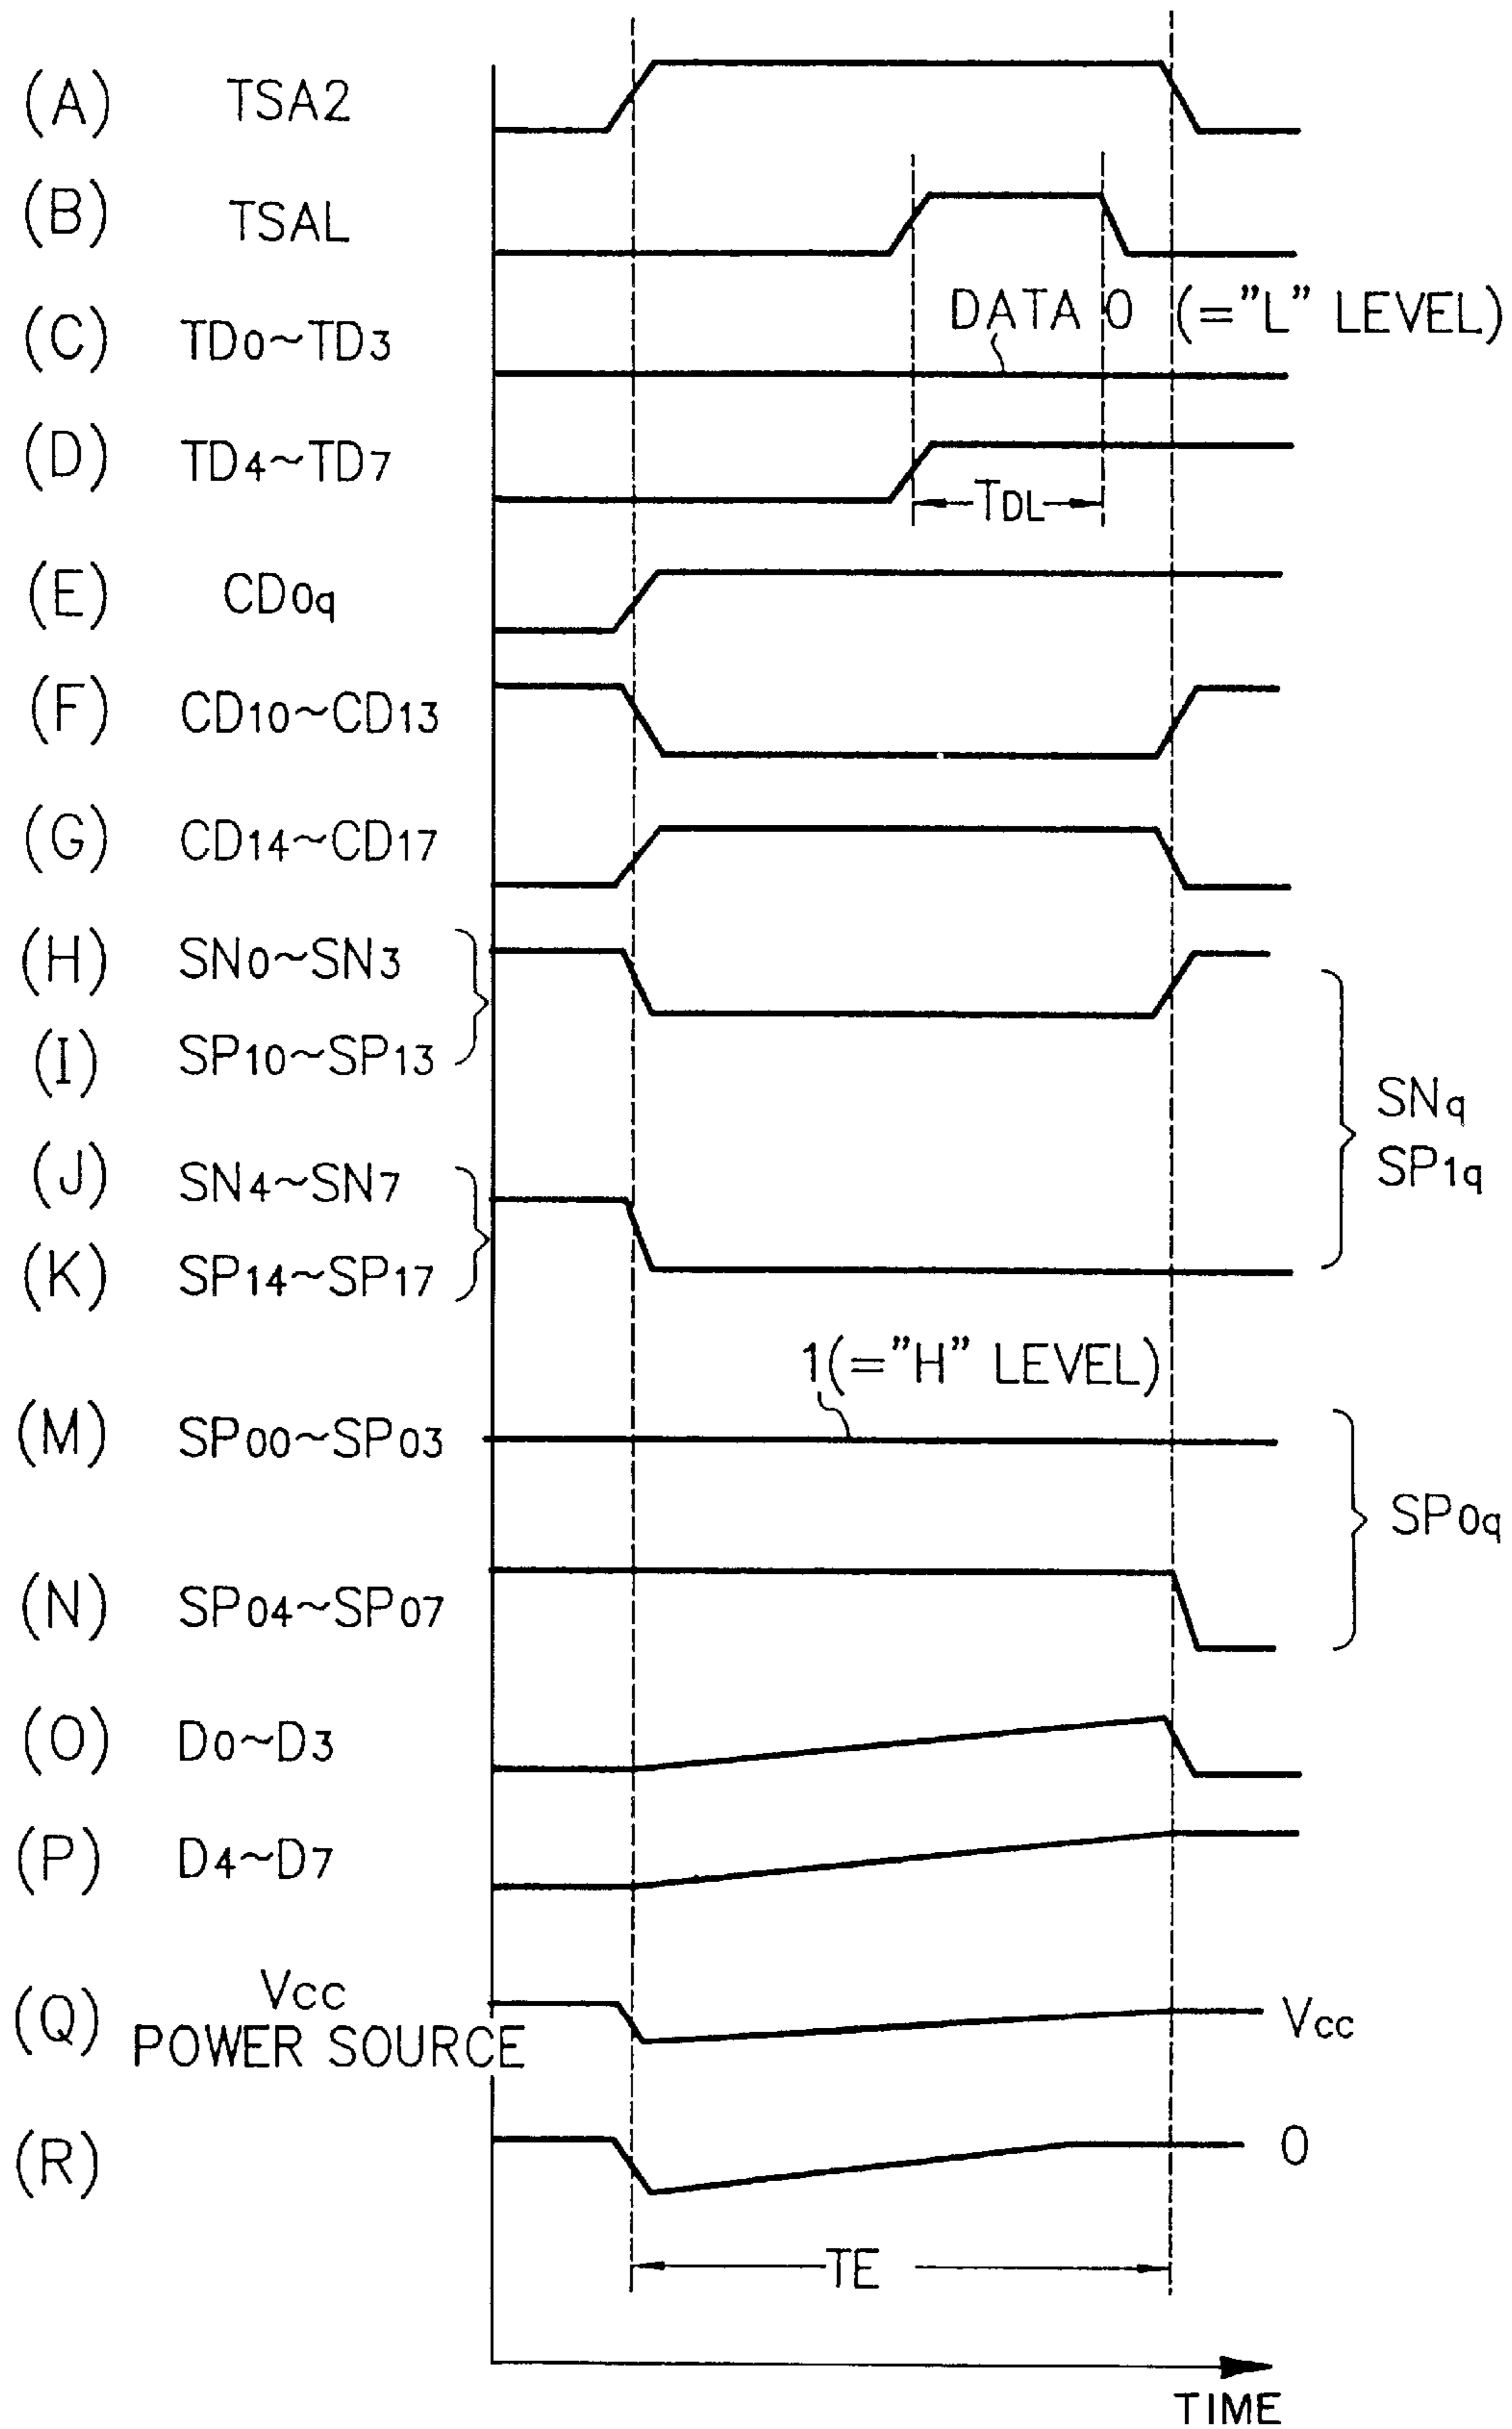 (A) TSA2
(B) TSAL
DATA 0 (="L" LEVEL)
(C) TD0~TD3
(D) TD4~TD7
TDL
(E) CD0q
(F) CD10~CD13
(G) CD14~CD17
(H) SN0~SN3
(I) SP10~SP13
SNq
SP1q
(J) SN4~SN7
(K) SP14~SP17
1(="H" LEVEL)
(M) SP00~SP03
SP0q
(N) SP04~SP07
(O) D0~D3
(P) D4~D7
(Q) Vcc
POWER SOURCE
Vcc
(R) 0
TE
TIME